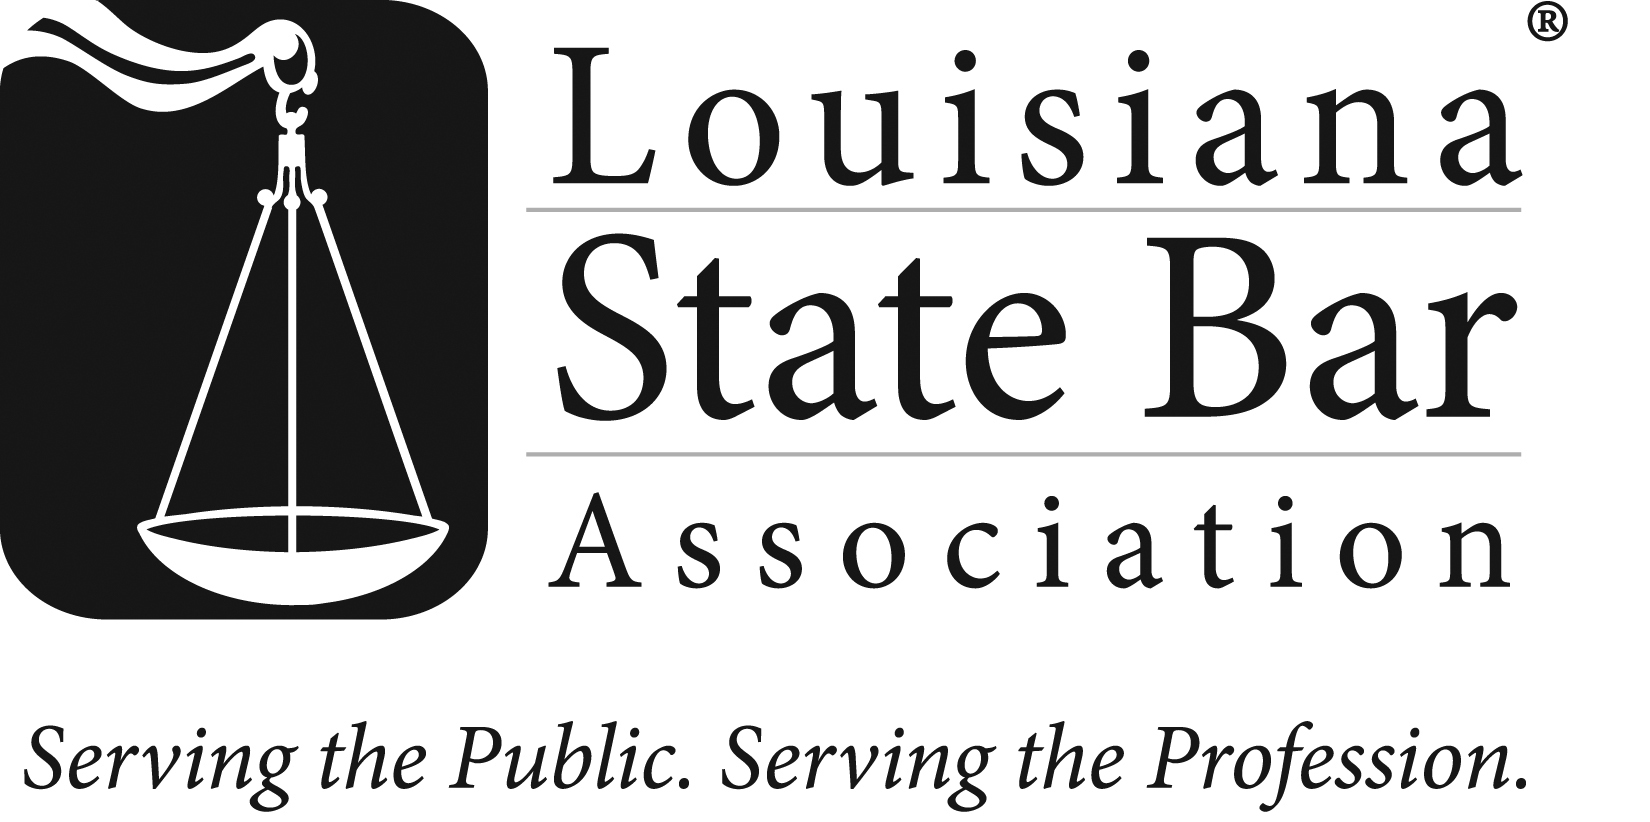 Louisiana®
State Bar
Association
Serving the Public. Serving the Profession.